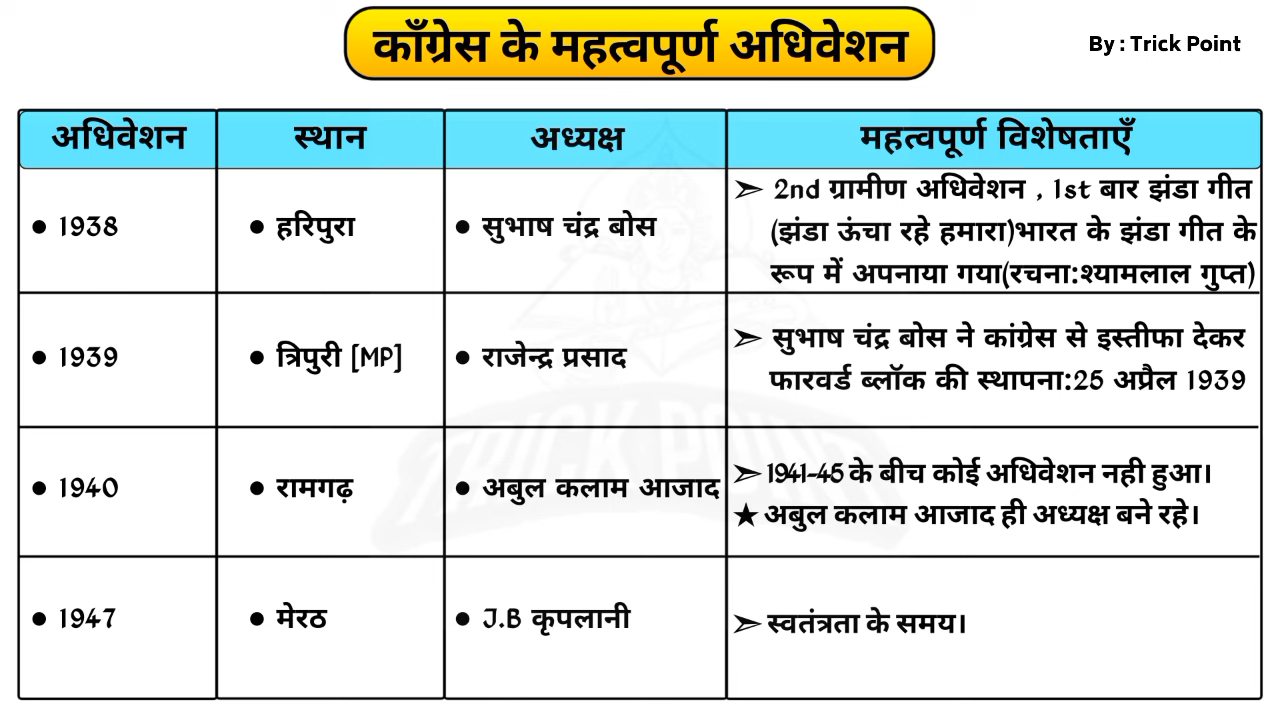 काँग्रेस के महत्वपूर्ण अधिवेशन
By : Trick Point
अधिवेशन स्थान अध्यक्ष महत्वपूर्ण विशेषताएँ
● 1938 ● हरिपुरा ● सुभाष चंद्र बोस ➣ 2nd ग्रामीण अधिवेशन , 1st बार झंडा गीत
(झंडा ऊंचा रहे हमारा)भारत के झंडा गीत के
रूप में अपनाया गया(रचना:श्यामलाल गुप्त)
● 1939 ● त्रिपुरी [MP] ● राजेन्द्र प्रसाद ➣ सुभाष चंद्र बोस ने कांग्रेस से इस्तीफा देकर
फारवर्ड ब्लॉक की स्थापना:25 अप्रैल 1939
● 1940 ● रामगढ़ ● अबुल कलाम आजाद ➣ 1941-45 के बीच कोई अधिवेशन नही हुआ।
★ अबुल कलाम आजाद ही अध्यक्ष बने रहे।
● 1947 ● मेरठ ● J.B कृपलानी ➣ स्वतंत्रता के समय।
TRICK POINT